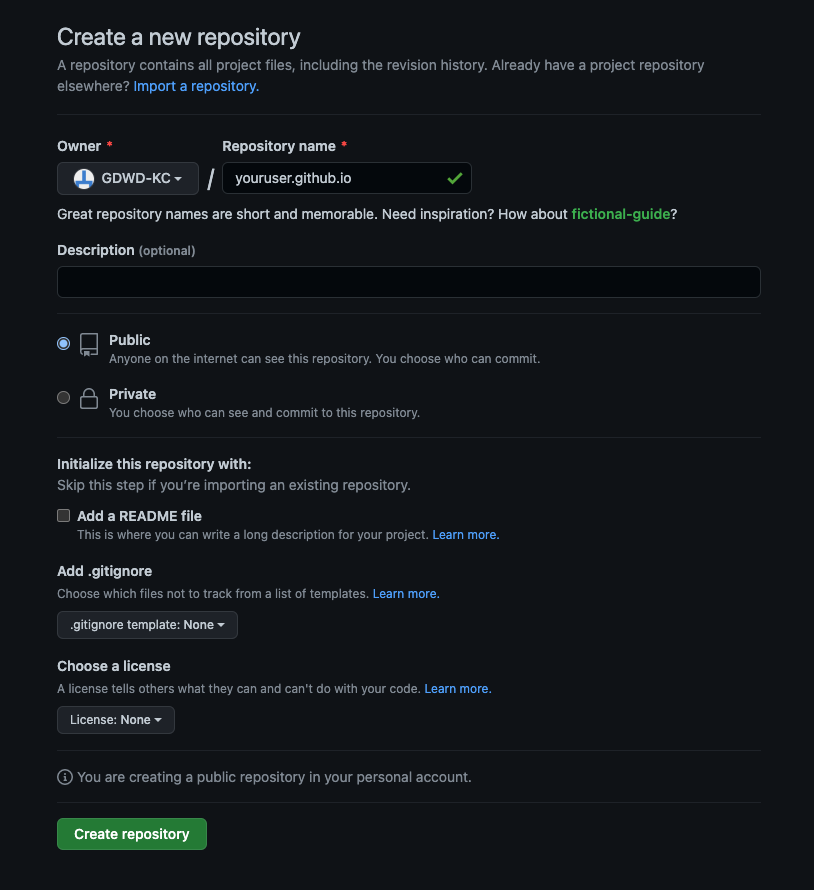 Create a new repository
A repository contains all project files, including the revision history. Already have a project repository
elsewhere? Import a repository.
Owner * Repository name *
GDWD-KC / youruser.github.io
Great repository names are short and memorable. Need inspiration? How about fictional-guide?
Description (optional)
Public
Anyone on the internet can see this repository. You choose who can commit.
Private
You choose who can see and commit to this repository.
Initialize this repository with:
Skip this step if you’re importing an existing repository.
Add a README file
This is where you can write a long description for your project. Learn more.
Add .gitignore
Choose which files not to track from a list of templates. Learn more.
.gitignore template: None
Choose a license
A license tells others what they can and can't do with your code. Learn more.
License: None
You are creating a public repository in your personal account.
Create repository